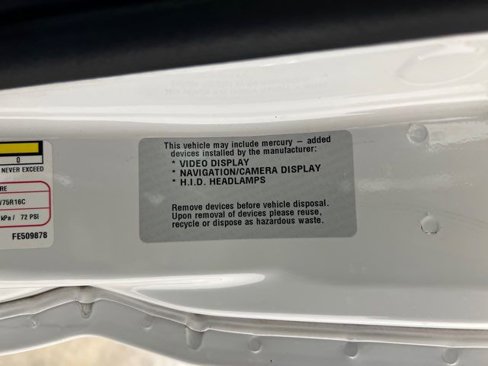 0
NEVER EXCEED
RE
/75R16C
kPa / 72 PSI
FE509878
This vehicle may include mercury – added
devices installed by the manufacturer:
* VIDEO DISPLAY
* NAVIGATION/CAMERA DISPLAY
* H.I.D. HEADLAMPS
Remove devices before vehicle disposal.
Upon removal of devices please reuse,
recycle or dispose as hazardous waste.